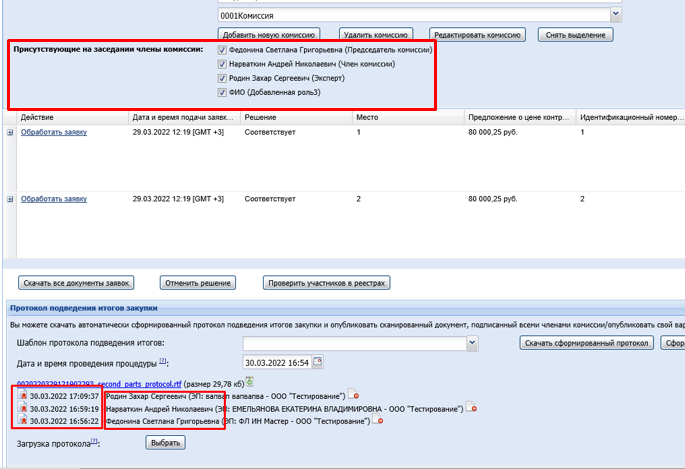 0001Комиссия
Добавить новую комиссию Удалить комиссию Редактировать комиссию Снять выделение
Присутствующие на заседании члены комиссии:
Федонина Светлана Григорьевна (Председатель комиссии)
Нарваткин Андрей Николаевич (Член комиссии)
Родин Захар Сергеевич (Эксперт)
ФИО (Добавленная роль3)
Действие Дата и время подачи заявк... Решение Место Предложение о цене контр... Идентификационный номер...
Обработать заявку 29.03.2022 12:19 [GMT +3] Соответствует 1 80 000,25 руб. 1
Обработать заявку 29.03.2022 12:19 [GMT +3] Соответствует 2 80 000,25 руб. 2
Скачать все документы заявок Отменить решение Проверить участников в реестрах
Протокол подведения итогов закупки
Вы можете скачать автоматически сформированный протокол подведения итогов закупки и опубликовать сканированный документ, подписанный всеми членами комиссии/опубликовать свой вар
Шаблон протокола подведения итогов: Скачать сформированный протокол Сфор
Дата и время проведения процедуры [?]: 30.03.2022 16:54
second_parts_protocol.rtf (размер 29,78 кб)
30.03.2022 17:09:37 Родин Захар Сергеевич (ЭП: вапвап вапвапва - ООО "Тестирование")
30.03.2022 16:59:19 Нарваткин Андрей Николаевич (ЭП: ЕМЕЛЬЯНОВА ЕКАТЕРИНА ВЛАДИМИРОВНА - ООО "Тестирование")
30.03.2022 16:56:22 Федонина Светлана Григорьевна (ЭП: ФЛ ИН Мастер - ООО "Тестирование")
Загрузка протокола[?]: Выбрать